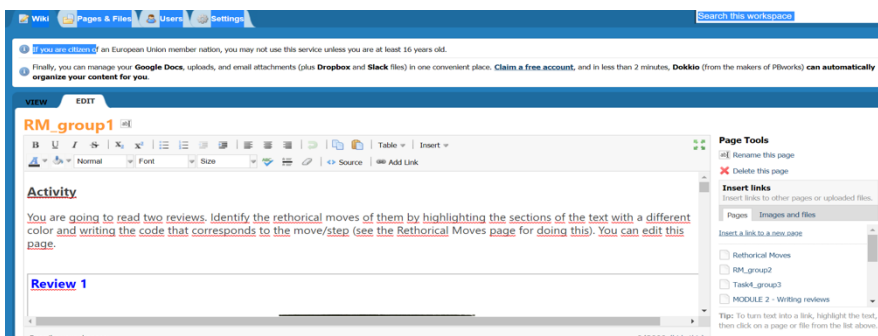 Wiki Pages & Files Users Settings
Search this workspace
If you are citizen of an European Union member nation, you may not use this service unless you are at least 16 years old.
Finally, you can manage your Google Docs, uploads, and email attachments (plus Dropbox and Slack files) in one convenient place. Claim a free account, and in less than 2 minutes, Dokkio (from the makers of PBworks) can automatically
organize your content for you.
VIEW EDIT
RM_group1
B U I S X₂ X² Table Insert
Normal Font Size Source Add Link
Activity
You are going to read two reviews. Identify the rethorical moves of them by highlighting the sections of the text with a different
color and writing the code that corresponds to the move/step (see the Rethorical Moves page for doing this). You can edit this
page.
Review 1
Page Tools
Rename this page
Delete this page
Insert links
Insert links to other pages or uploaded files.
Pages Images and files
Insert a link to a new page
Rethorical Moves
RM_group2
Task4_group3
MODULE 2 - Writing reviews
Tip: To turn text into a link, highlight the text,
then click on a page or file from the list above.